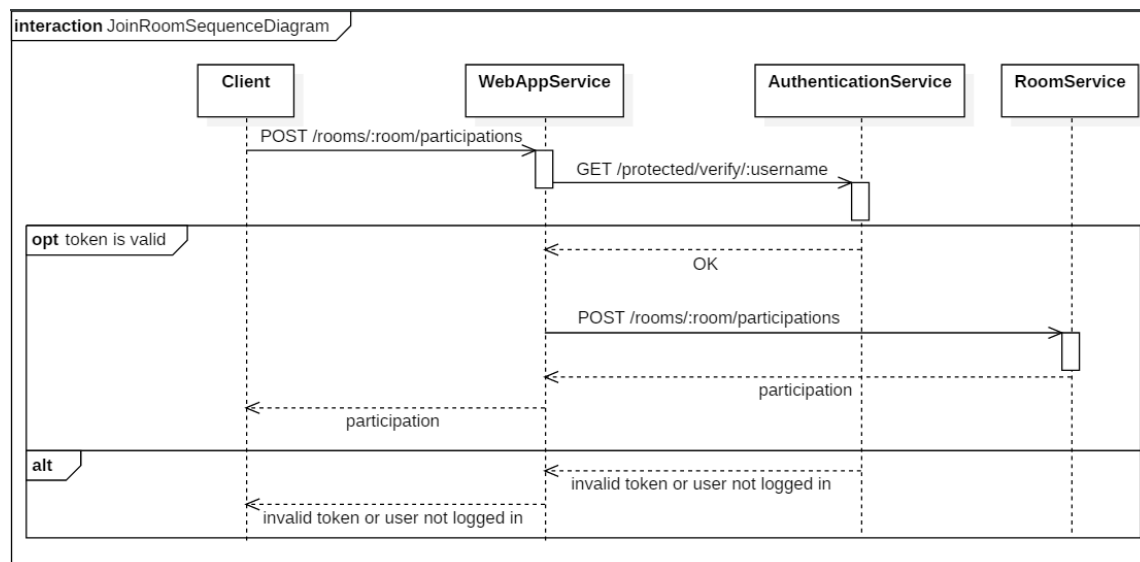 interaction JoinRoomSequenceDiagram
Client
WebAppService
AuthenticationService
RoomService
POST /rooms/:room/participations
GET /protected/verify/:username
opt token is valid
OK
POST /rooms/:room/participations
participation
participation
alt
invalid token or user not logged in
invalid token or user not logged in